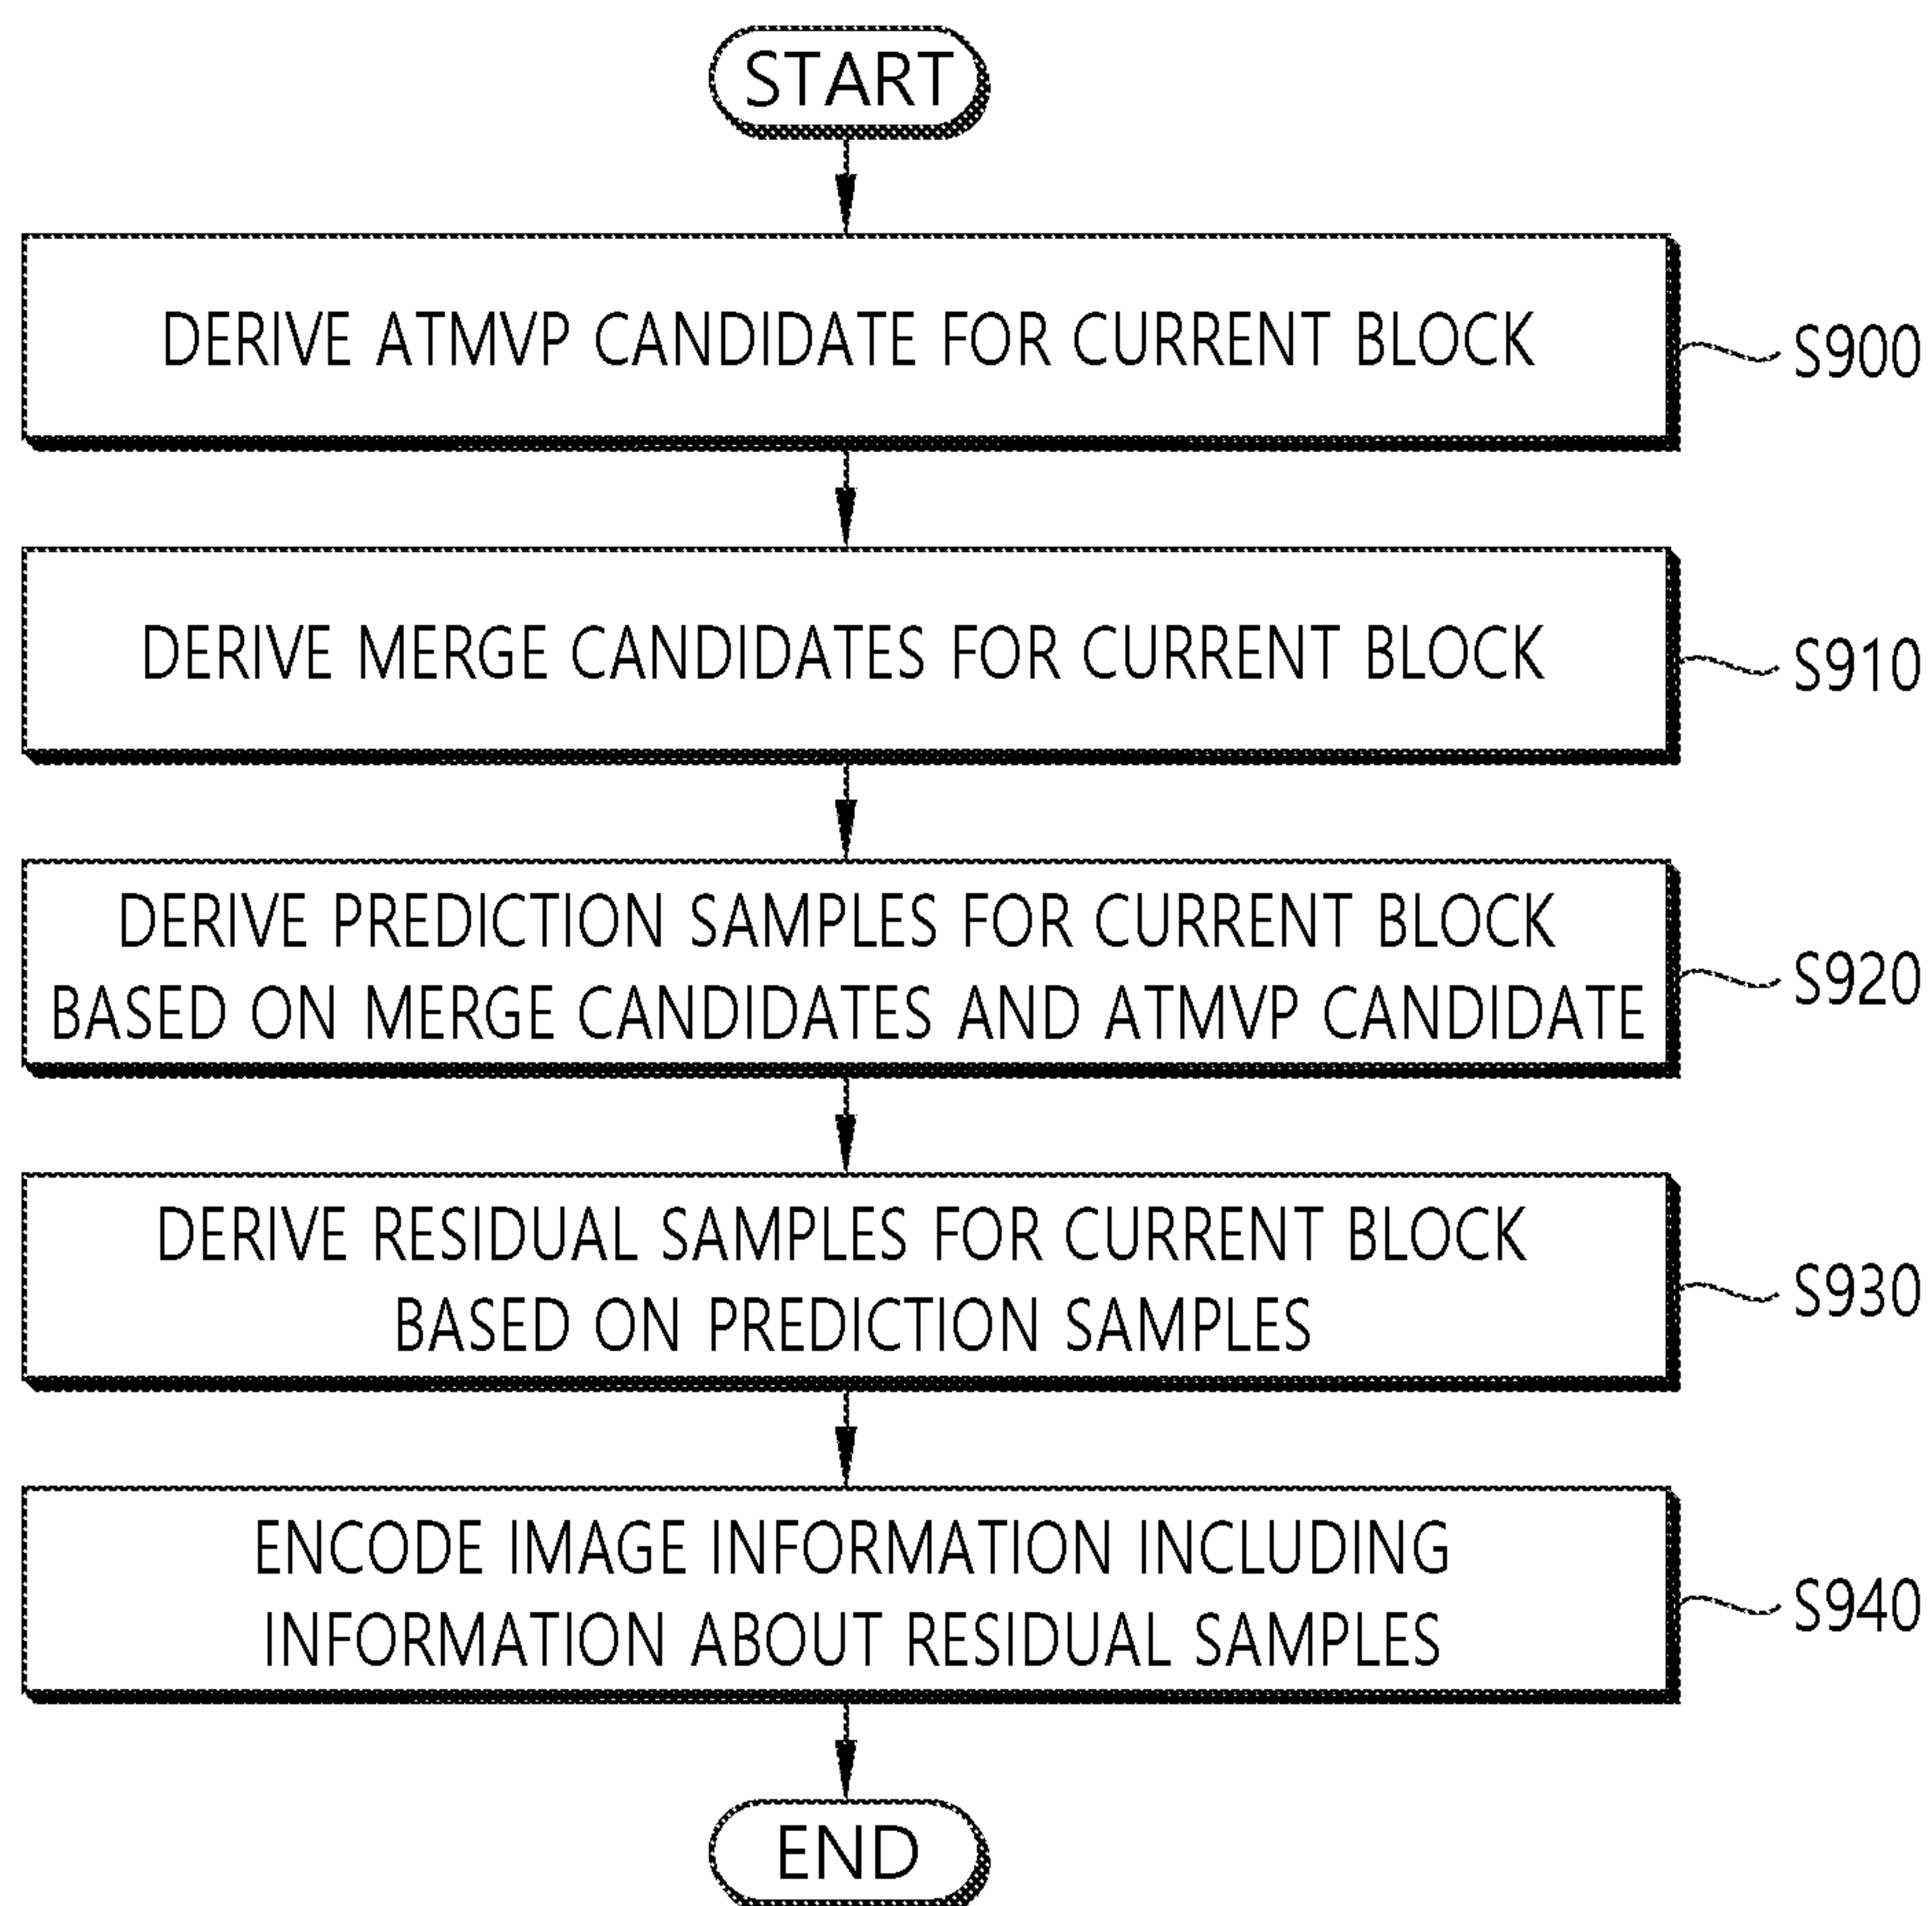 START
DERIVE ATMVP CANDIDATE FOR CURRENT BLOCK
S900
DERIVE MERGE CANDIDATES FOR CURRENT BLOCK
S910
DERIVE PREDICTION SAMPLES FOR CURRENT BLOCK
BASED ON MERGE CANDIDATES AND ATMVP CANDIDATE
S920
DERIVE RESIDUAL SAMPLES FOR CURRENT BLOCK
BASED ON PREDICTION SAMPLES
S930
ENCODE IMAGE INFORMATION INCLUDING
INFORMATION ABOUT RESIDUAL SAMPLES
S940
END